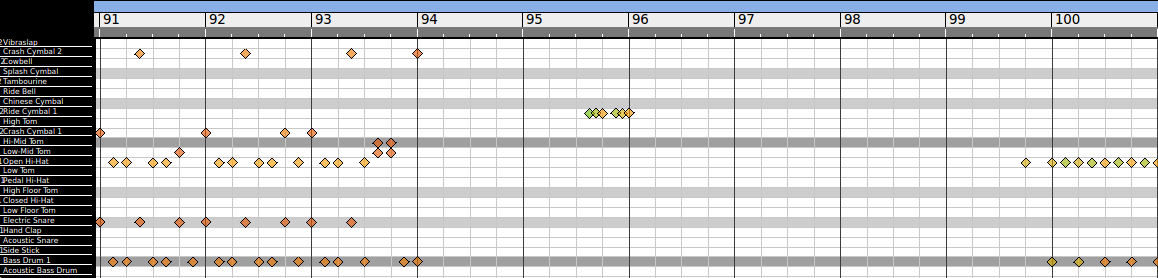 91 92 93 94 95 96 97 98 99 100
Vibraslap
Crash Cymbal 2
Cowbell
Splash Cymbal
Tambourine
Ride Bell
Chinese Cymbal
Ride Cymbal 1
High Tom
Crash Cymbal 1
Hi-Mid Tom
Low-Mid Tom
Open Hi-Hat
Low Tom
Pedal Hi-Hat
High Floor Tom
Closed Hi-Hat
Low Floor Tom
Electric Snare
Hand Clap
Acoustic Snare
Side Stick
Bass Drum 1
Acoustic Bass Drum